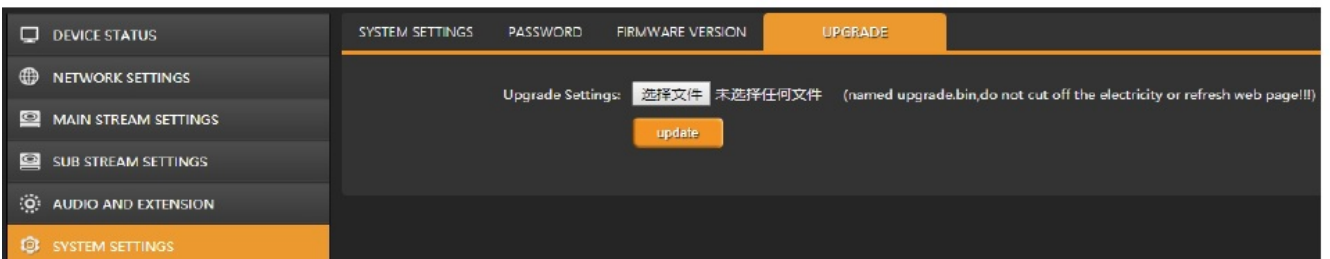 DEVICE STATUS
NETWORK SETTINGS
MAIN STREAM SETTINGS
SUB STREAM SETTINGS
AUDIO AND EXTENSION
SYSTEM SETTINGS
SYSTEM SETTINGS PASSWORD FIRMWARE VERSION UPGRADE
Upgrade Settings: 选择文件 未选择任何文件 (named upgrade.bin,do not cut off the electricity or refresh web page!!!)
update